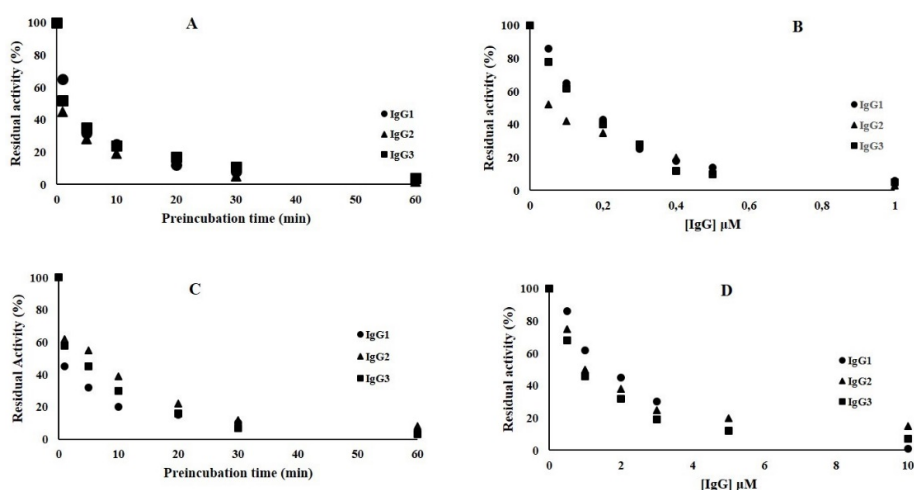 A
Residual activity (%)
100
80
60
40
20
0
IgG1
IgG2
IgG3
0 10 20 30 40 50 60
Preincubation time (min)
B
Residual activity (%)
100
80
60
40
20
0
IgG1
IgG2
IgG3
0 0,2 0,4 0,6 0,8 1
[IgG] µM
C
Residual Activity (%)
100
80
60
40
20
0
IgG1
IgG2
IgG3
0 10 20 30 40 50 60
Preincubation time (min)
D
Residual activity (%)
100
80
60
40
20
0
IgG1
IgG2
IgG3
0 2 4 6 8 10
[IgG] µM